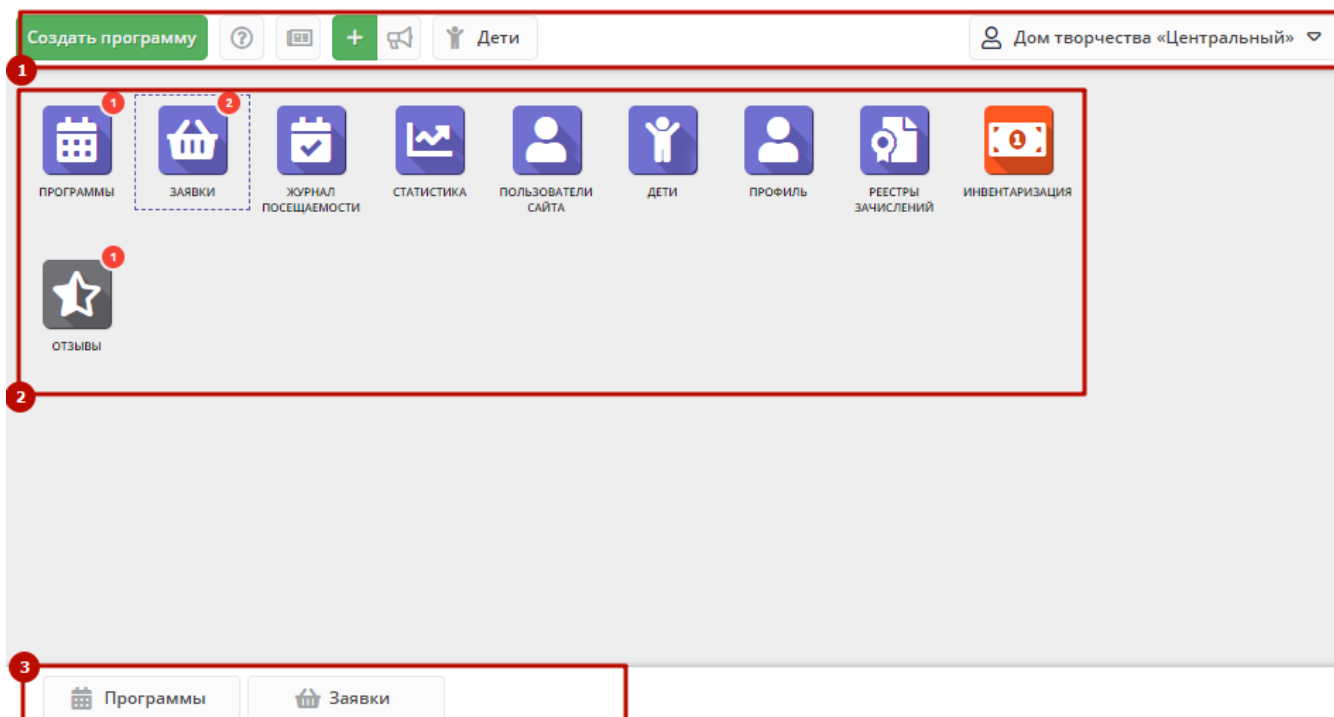 Создать программу + Дети Дом творчества «Центральный»
1
1 2
ПРОГРАММЫ ЗАЯВКИ ЖУРНАЛ ПОСЕЩАЕМОСТИ СТАТИСТИКА ПОЛЬЗОВАТЕЛИ САЙТА ДЕТИ ПРОФИЛЬ РЕЕСТРЫ ЗАЧИСЛЕНИЙ 1 ИНВЕНТАРИЗАЦИЯ
1
ОТЗЫВЫ
2
3
Программы Заявки